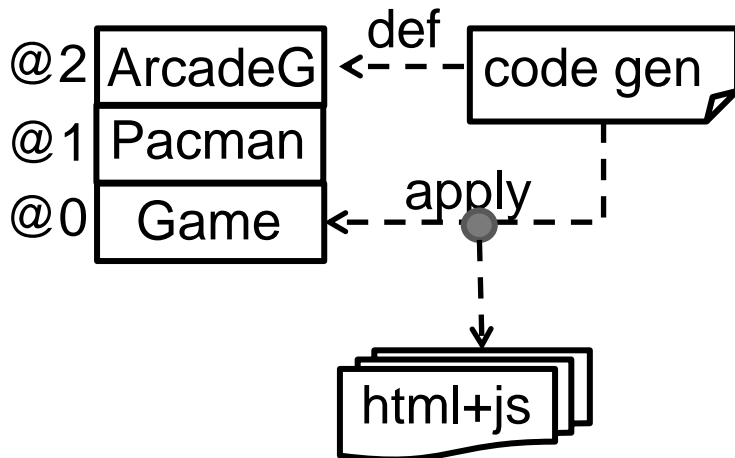 def
@2 ArcadeG
code gen
@1 Pacman
apply
@0 Game
html+js